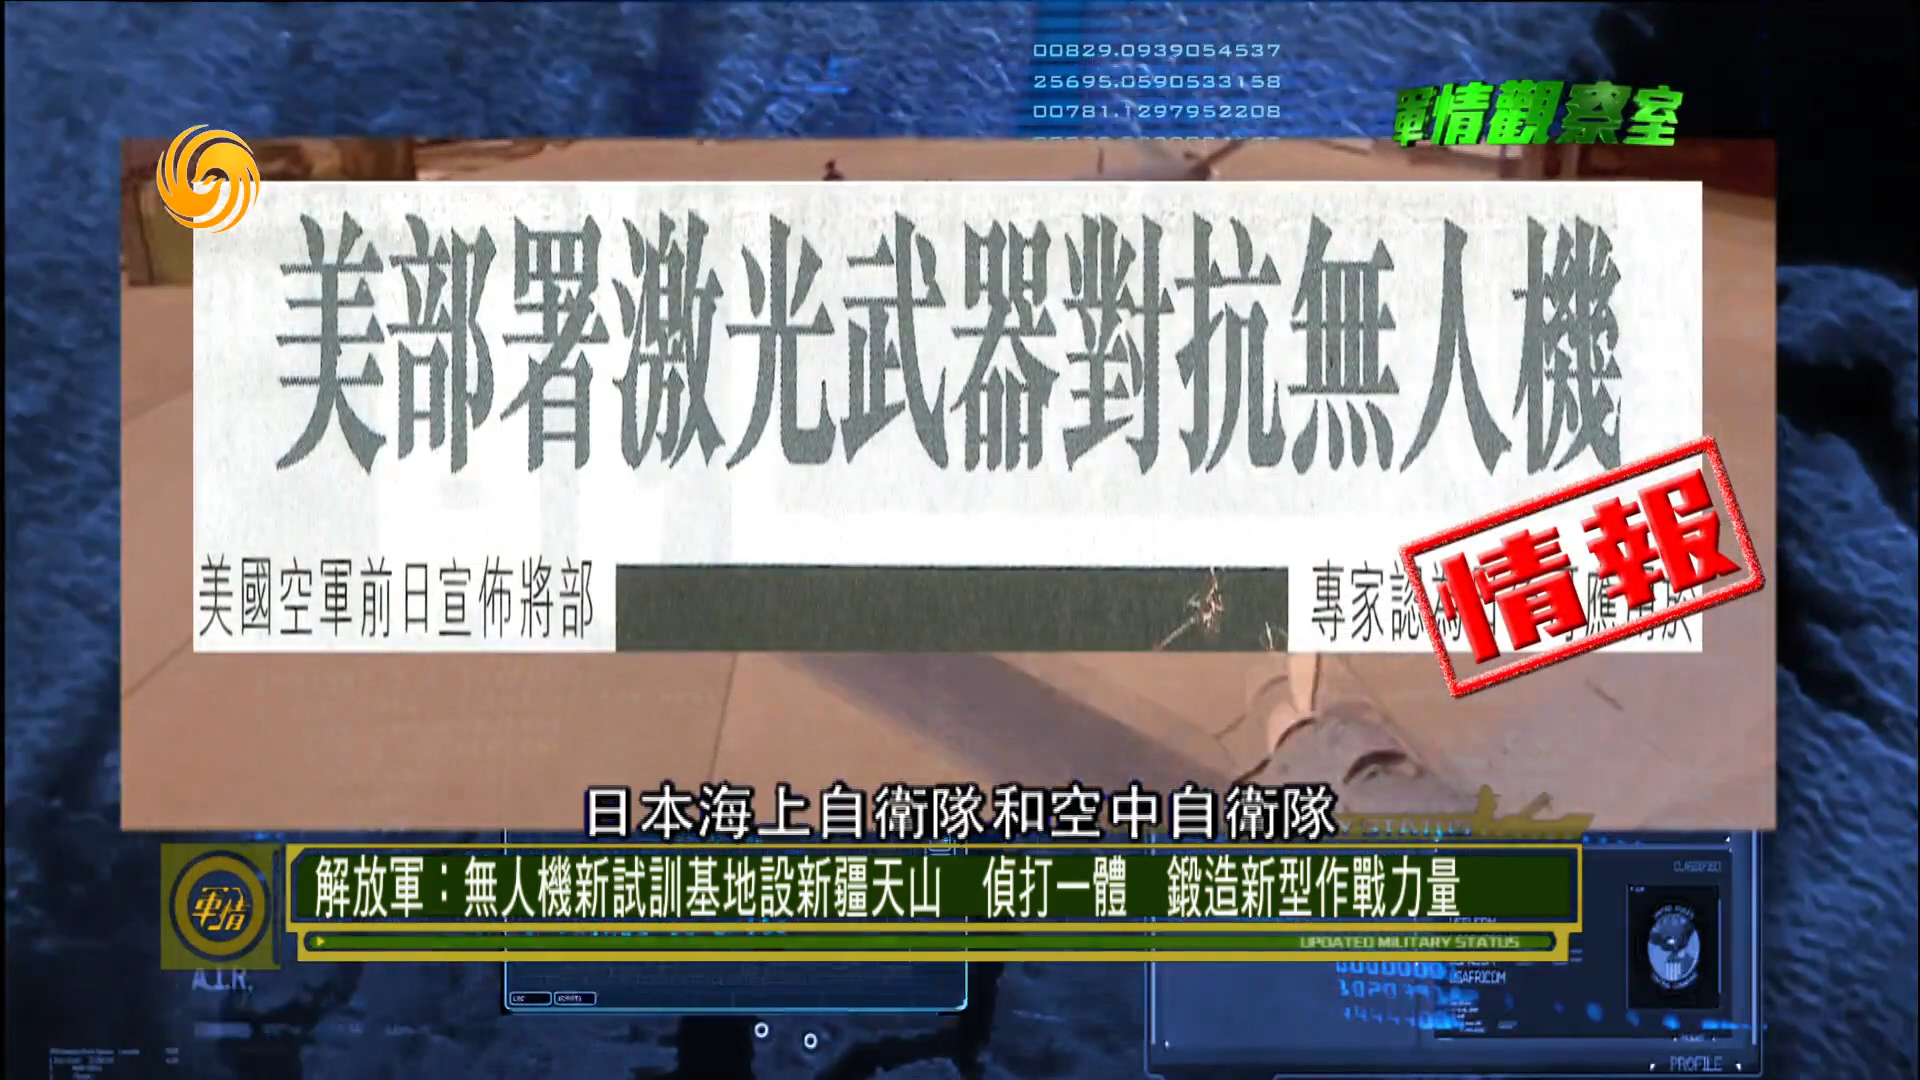 00829.0939054537
25695.0590533158
00781.1297952208
軍情觀察室
美部署激光武器對抗無人機
美國空軍前日宣佈將部
專家認為
情報
日本海上自衛隊和空中自衛隊
解放軍：無人機新試訓基地設新疆天山 偵打一體 鍛造新型作戰力量
軍情
UPDATED MILITARY STATUS
A.I.R.
CLASSIFIED
USAFRICOM
PROFILE